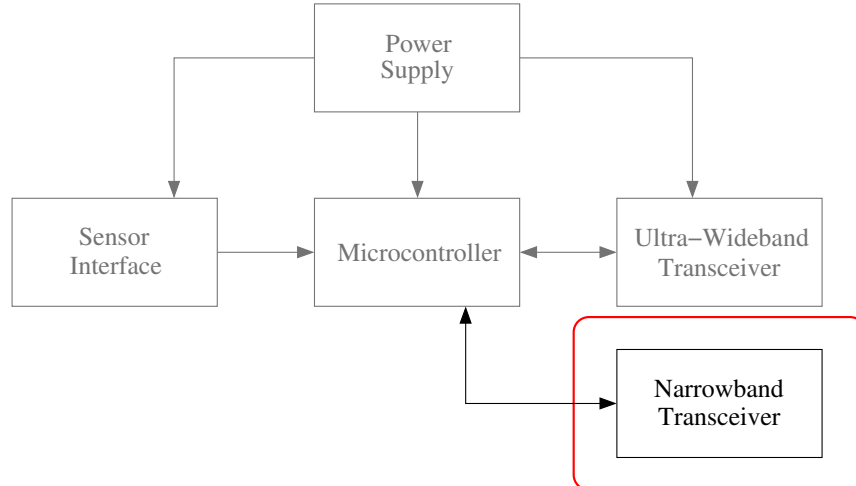 Power
Supply
Sensor
Interface
Microcontroller
Ultra−Wideband
Transceiver
Narrowband
Transceiver